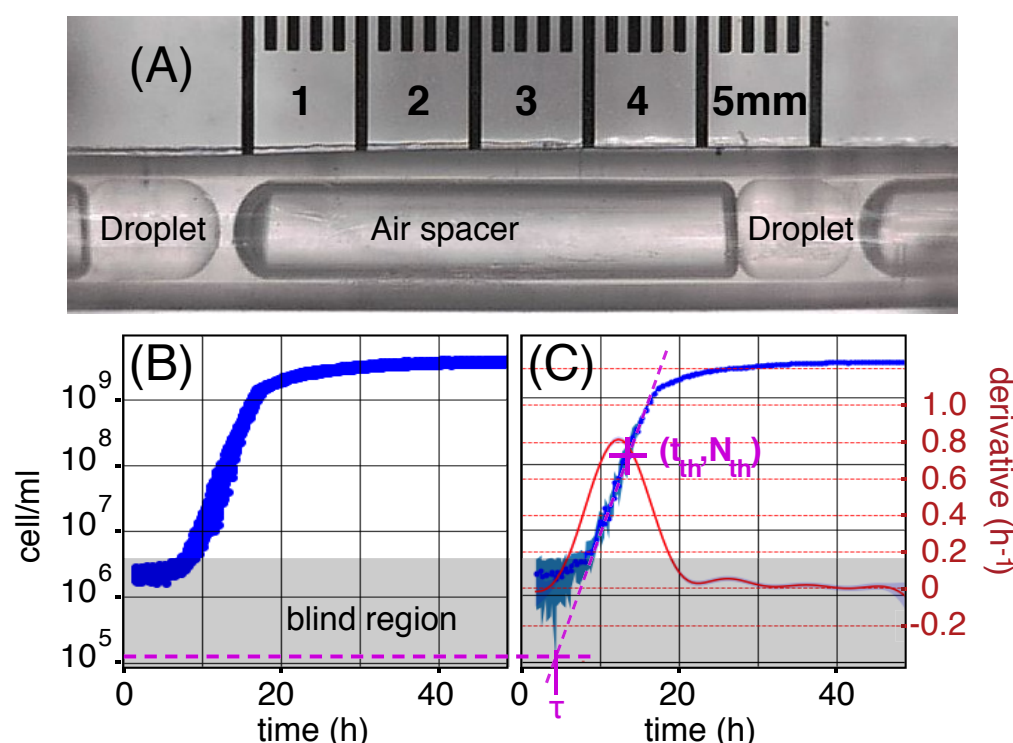 (A)
1 2 3 4 5mm
Droplet Air spacer Droplet
(B)
cell/ml
10⁹
10⁸
10⁷
10⁶
10⁵
blind region
0 20 40
time (h)
(C)
(t_th,N_th)
1.0
0.8
0.6
0.4
0.2
0
-0.2
derivative (h⁻¹)
0 20 40
τ
time (h)